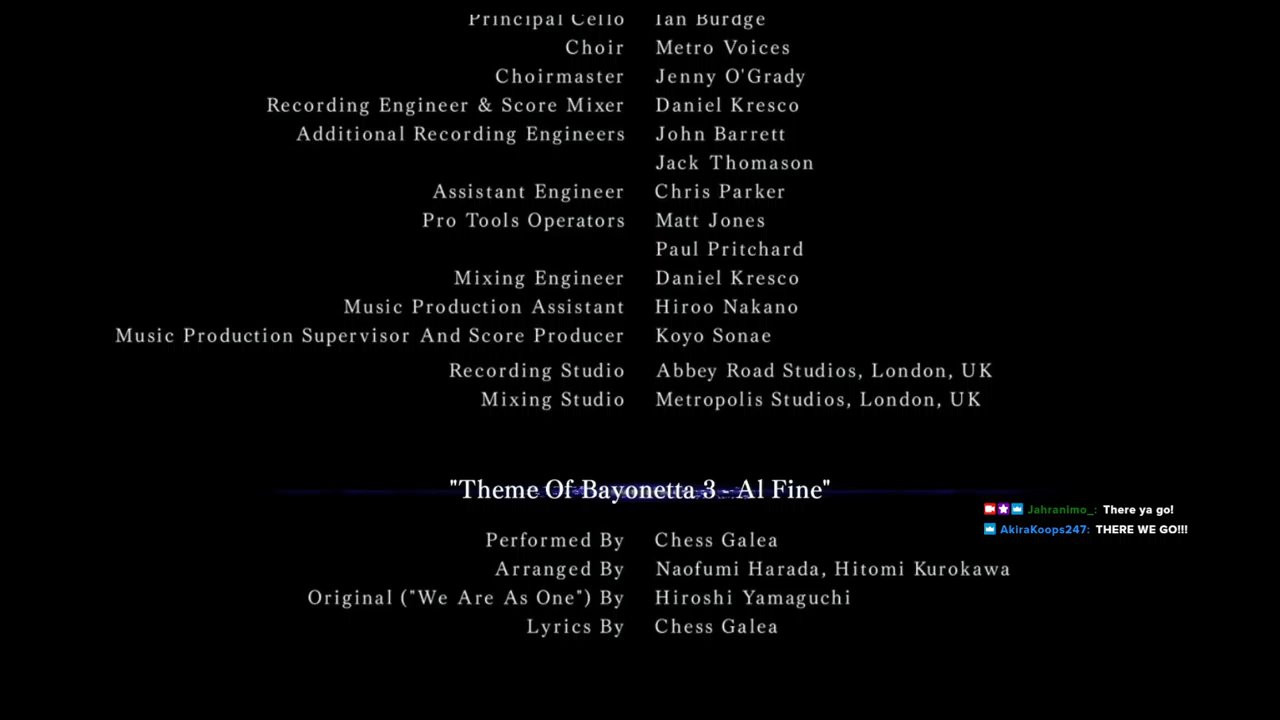 Principal Cello Ian Burdge
Choir Metro Voices
Choirmaster Jenny O'Grady
Recording Engineer & Score Mixer Daniel Kresco
Additional Recording Engineers John Barrett
Jack Thomason
Assistant Engineer Chris Parker
Pro Tools Operators Matt Jones
Paul Pritchard
Mixing Engineer Daniel Kresco
Music Production Assistant Hiroo Nakano
Music Production Supervisor And Score Producer Koyo Sonae
Recording Studio Abbey Road Studios, London, UK
Mixing Studio Metropolis Studios, London, UK
"Theme Of Bayonetta 3 - Al Fine"
Jahranimo_: There ya go!
AkiraKoops247: THERE WE GO!!!
Performed By Chess Galea
Arranged By Naofumi Harada, Hitomi Kurokawa
Original ("We Are As One") By Hiroshi Yamaguchi
Lyrics By Chess Galea